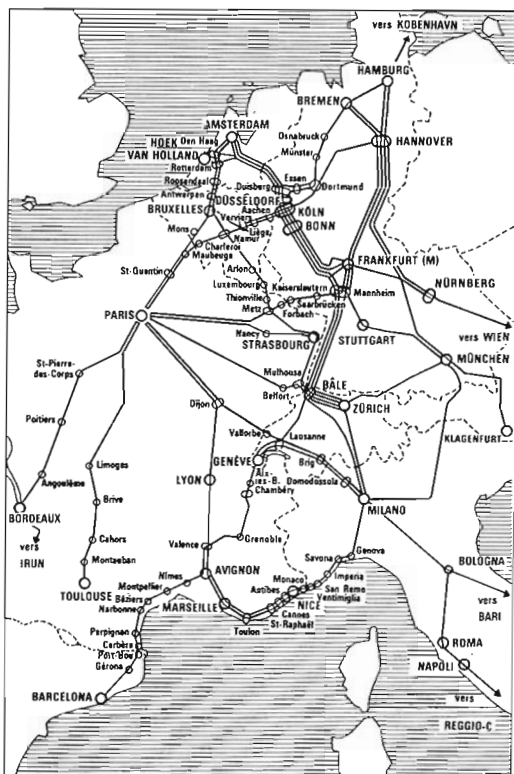 vers KOBENHAVN
HAMBURG
BREMEN
AMSTERDAM
Osnabruck
HANNOVER
HOEK Den Haag
VAN HOLLAND
Münster
Rotterdam
Roosendaal
Essen
Duisberg
Dortmund
Antwerpen
DÜSSELDORF
BRUXELLES
Aachen
KÖLN
Verviers
Liège
BONN
Mons
Namur
Charleroi
Maubeuge
FRANKFURT (M)
St-Quentin
Arlon
Kaiserslautern
NÜRNBERG
Luxembourg
Mannheim
Thionville
Saarbrücken
PARIS
Metz
Forbach
vers WIEN
Nancy
STRASBOURG
STUTTGART
MÜNCHEN
St-Pierre-
des-Corps
Mulhouse
BÂLE
Belfort
Dijon
ZÜRICH
Poitiers
Vallorbe
Lausanne
KLAGENFURT
GENÈVE
Brig
Limoges
Aix-
les-B.
Domodossola
Angoulème
LYON
Chambéry
Brive
MILANO
BORDEAUX
Grenoble
vers
IRUN
Cahors
Valence
Genova
BOLOGNA
Montauban
Savona
Nîmes
AVIGNON
Imperia
TOULOUSE
Montpellier
Monaco
San Remo
vers
BARI
Béziers
Antibes
Ventimiglia
Narbonne
MARSEILLE
NICE
Cannes
St-Raphaël
Toulon
Perpignan
ROMA
Cerbère
Port-Bou
NAPOLI
Gérona
BARCELONA
vers
REGGIO-C